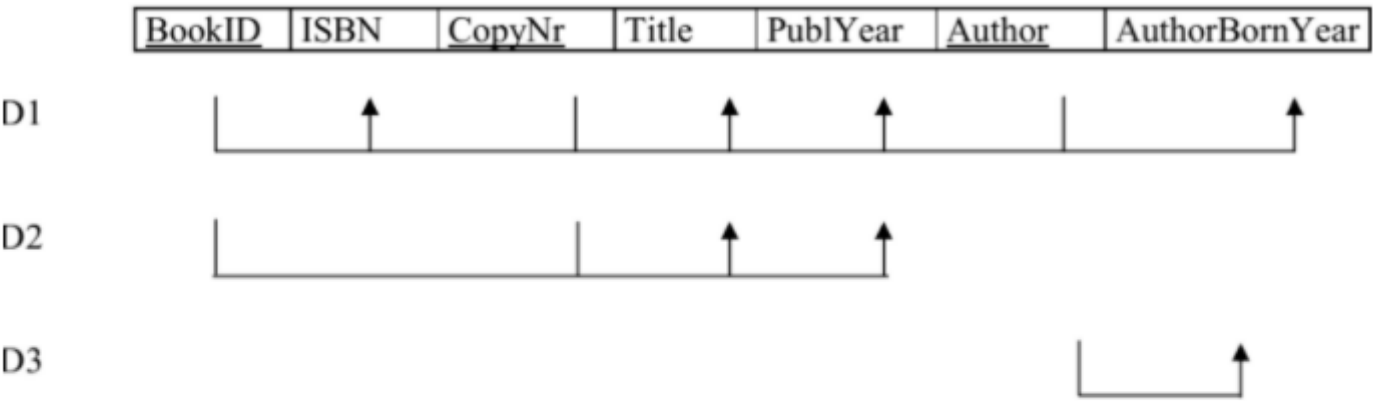 BookID ISBN CopyNr Title PublYear Author AuthorBornYear
D1
D2
D3